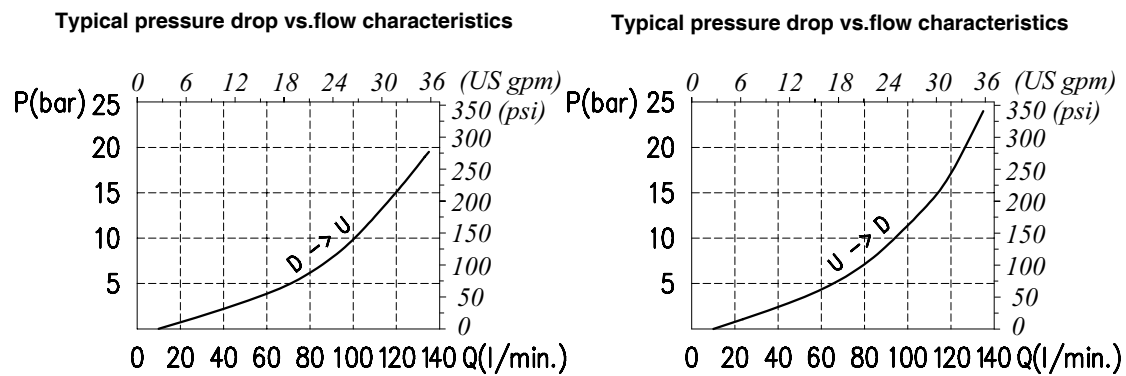 Typical pressure drop vs.flow characteristics
0 6 12 18 24 30 36 (US gpm)
P(bar) 25 350 (psi)
300
20
250
15 200
10 150
100
5
50
0
0 20 40 60 80 100 120 140 Q(l/min.)
D -> U
Typical pressure drop vs.flow characteristics
0 6 12 18 24 30 36 (US gpm)
P(bar) 25 350 (psi)
300
20
250
15 200
10 150
100
5
50
0
0 20 40 60 80 100 120 140 Q(l/min.)
U -> D